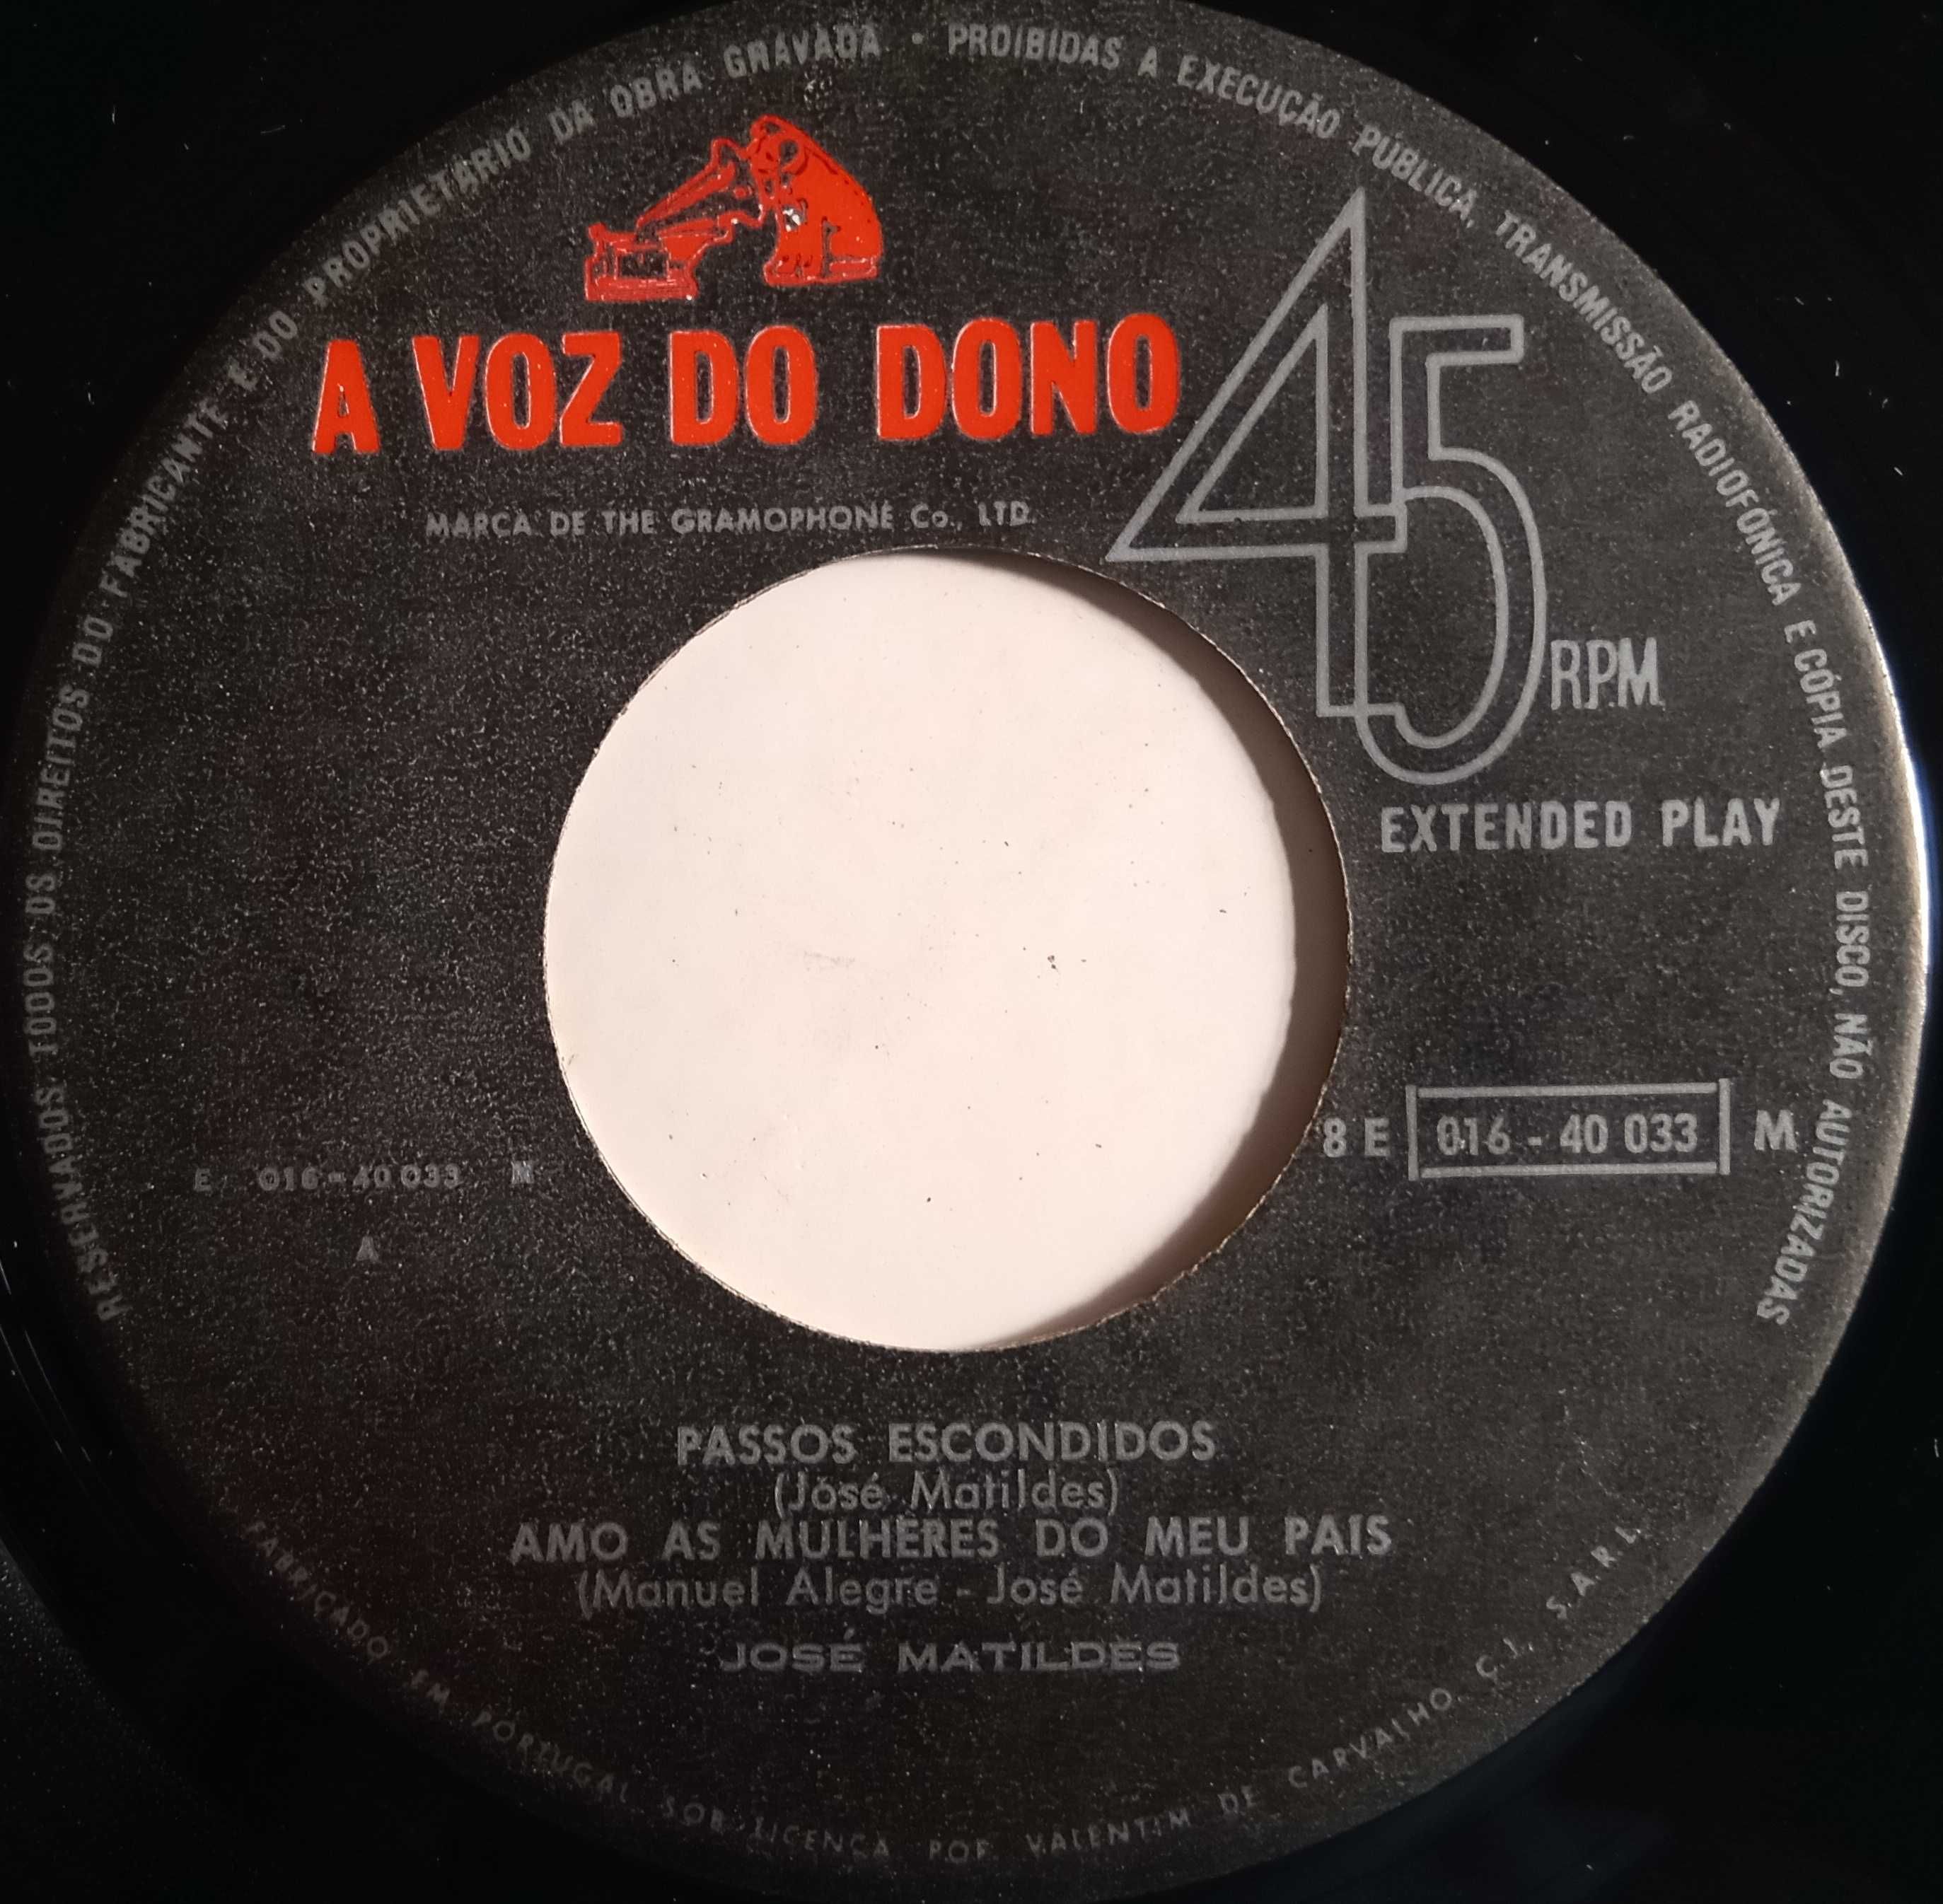 RESERVADOS TODOS OS DIREITOS DO FABRICANTE E DO PROPRIETÁRIO DA OBRA GRAVADA · PROIBIDAS A EXECUÇÃO PÚBLICA, TRANSMISSÃO RADIOFÓNICA E CÓPIA DESTE DISCO, NÃO AUTORIZADAS
A VOZ DO DONO
MARCA DE THE GRAMOPHONE Co., LTD.
45 RPM
EXTENDED PLAY
8 E 016 - 40 033 M
E 016 - 40 033 M
A
PASSOS ESCONDIDOS
(José Matildes)
AMO AS MULHERES DO MEU PAIS
(Manuel Alegre - José Matildes)
JOSÉ MATILDES
FABRICADO EM PORTUGAL SOB LICENÇA POR VALENTIM DE CARVALHO C. I. S. A. R. L.